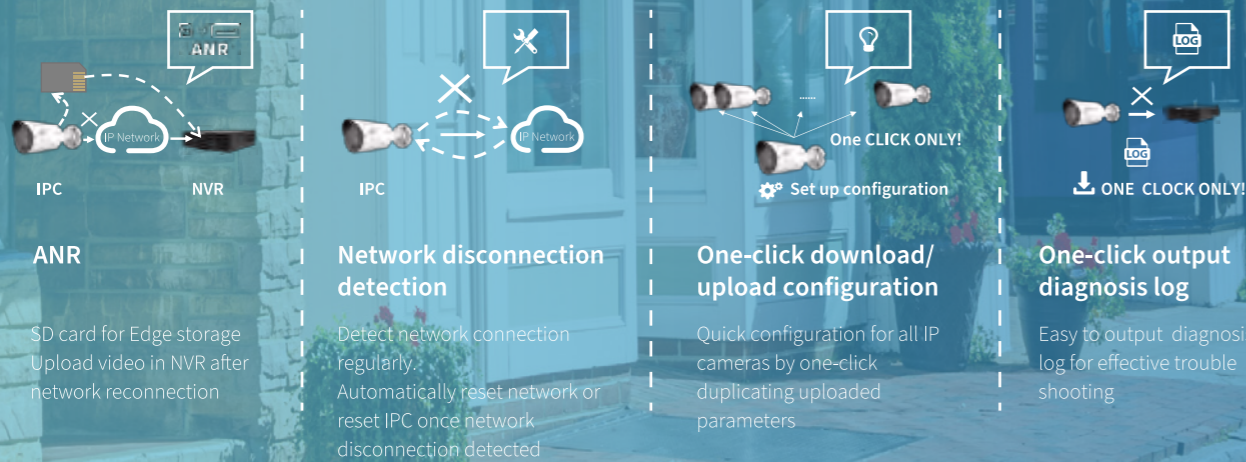 ANR
IP Network
IPC
NVR
ANR
SD card for Edge storage
Upload video in NVR after
network reconnection
IP Network
IPC
Network disconnection
detection
Detect network connection
regularly.
Automatically reset network or
reset IPC once network
disconnection detected
......
One CLICK ONLY!
Set up configuration
One-click download/
upload configuration
Quick configuration for all IP
cameras by one-click
duplicating uploaded
parameters
LOG
LOG
ONE CLOCK ONLY!
One-click output
diagnosis log
Easy to output diagnosi
log for effective trouble
shooting